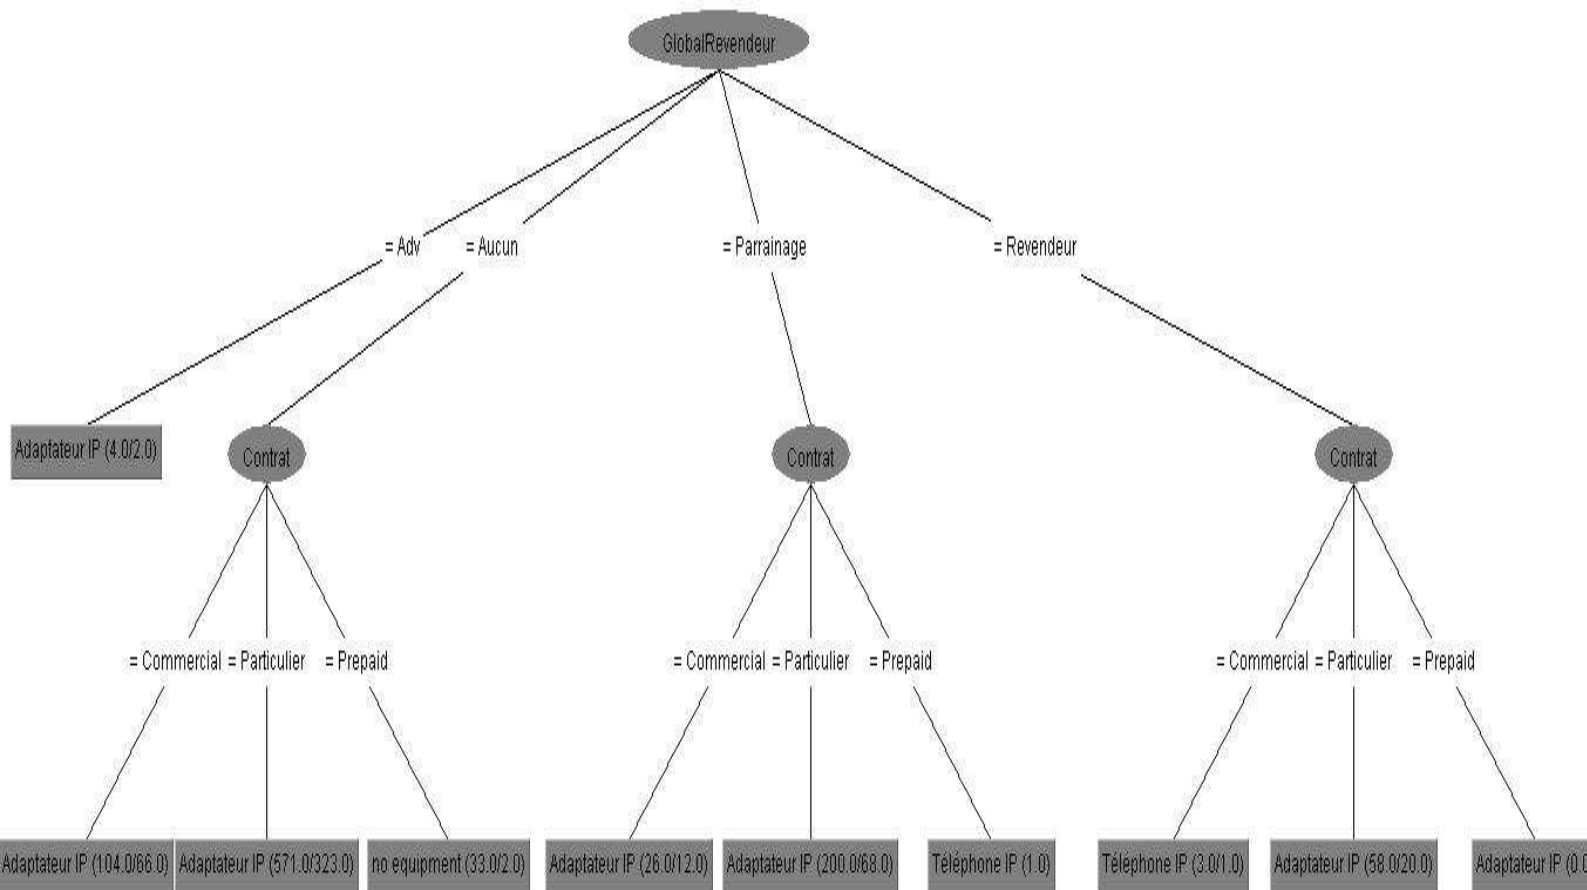 GlobalRevendeur
= Adv
= Aucun
= Parrainage
= Revendeur
Adaptateur IP (4.0/2.0)
Contrat
Contrat
Contrat
= Commercial
= Particulier
= Prepaid
= Commercial
= Particulier
= Prepaid
= Commercial
= Particulier
= Prepaid
Adaptateur IP (104.0/66.0)
Adaptateur IP (571.0/323.0)
no equipment (33.0/2.0)
Adaptateur IP (26.0/12.0)
Adaptateur IP (200.0/68.0)
Téléphone IP (1.0)
Téléphone IP (3.0/1.0)
Adaptateur IP (58.0/20.0)
Adaptateur IP (0.0